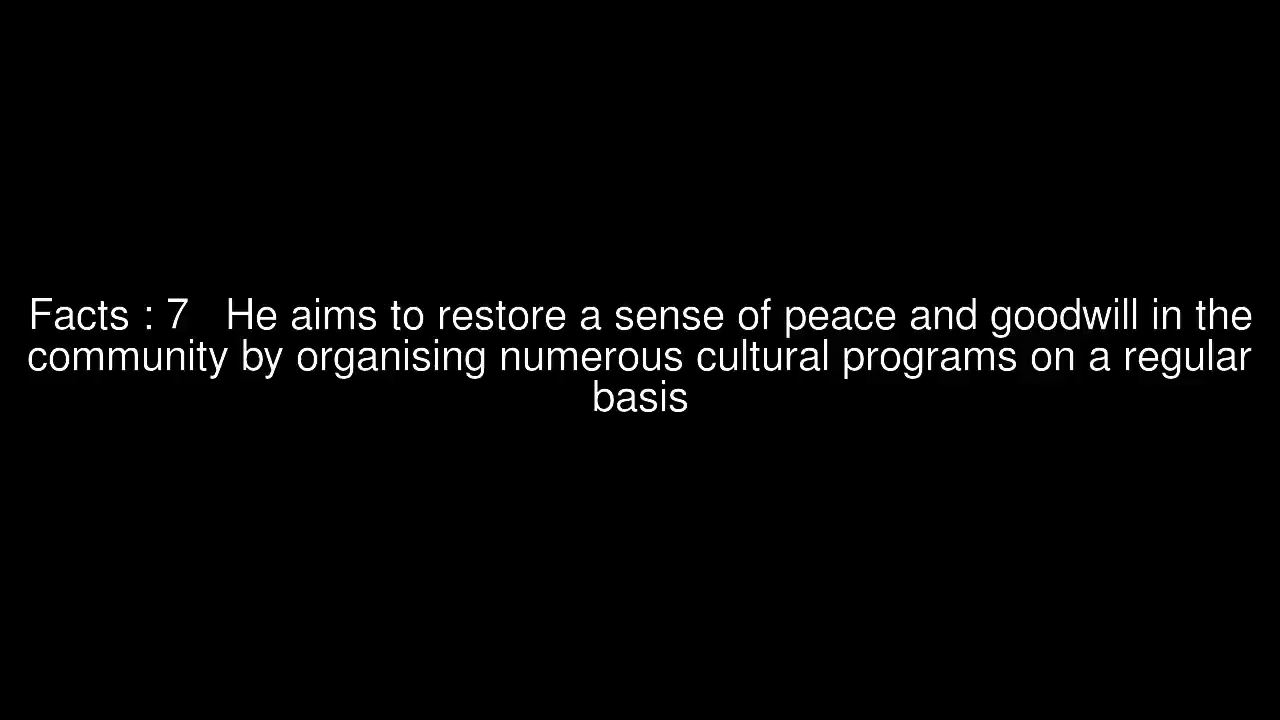 Facts : 7   He aims to restore a sense of peace and goodwill in the
community by organising numerous cultural programs on a regular
basis